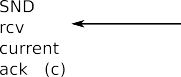 SND
rcv
current
ack (c)